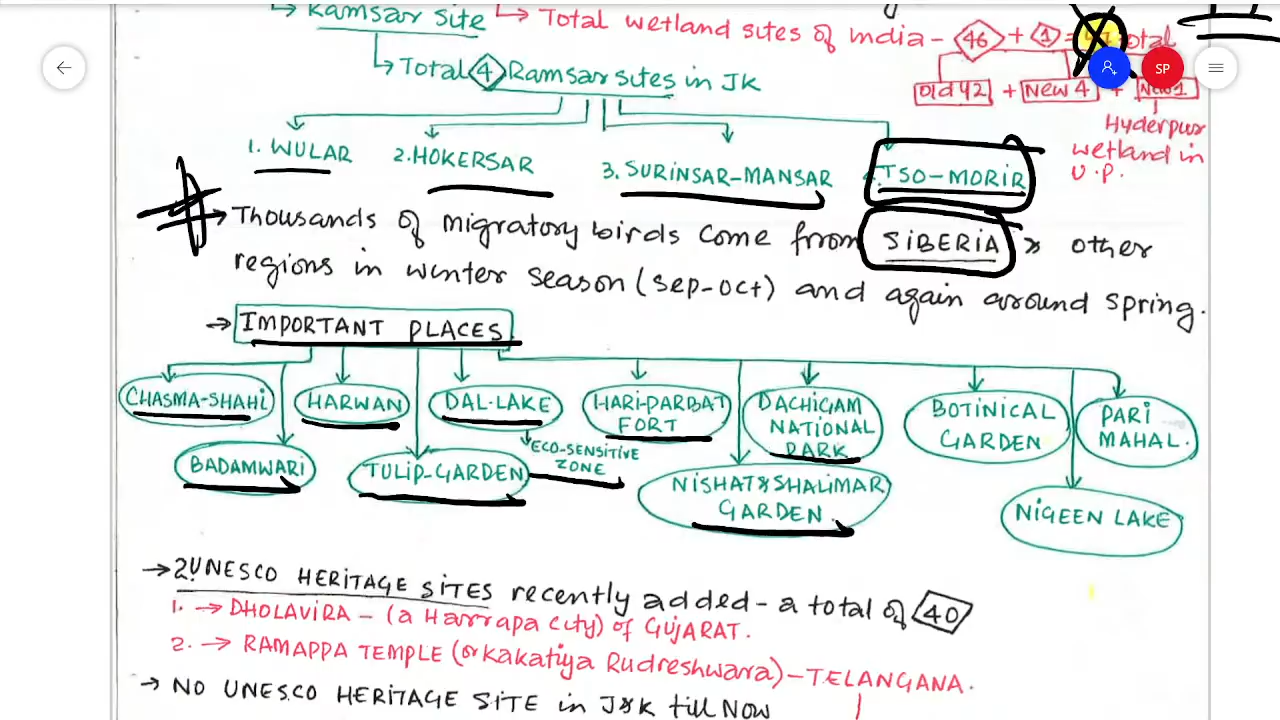 Ramsar site → Total wetland sites of india - 46 + 1 = 47 total
→ Total 4 Ramsar sites in JK
Old 42 + New 4 + New 1
Hyderpur
wetland in
U.P.
SP
1. WULAR 2. HOKERSAR 3. SURINSAR-MANSAR TSO-MORIR
→ Thousands of migratory birds come from SIBERIA & other
regions in winter season (sep-oct) and again around spring.
→ IMPORTANT PLACES
CHASMA-SHAHI
HARWAN
DAL-LAKE
HARI-PARBAT
FORT
DACHIGAM
NATIONAL
PARK
BOTINICAL
GARDEN
PARI
MAHAL.
BADAMWARI
TULIP-GARDEN
ECO-SENSITIVE
ZONE
NISHAT & SHALIMAR
GARDEN
NIGEEN LAKE
→ 2 UNESCO HERITAGE SITES recently added - a total of 40
1. → DHOLAVIRA - (a Harrapa city) of GUJARAT.
2. → RAMAPPA TEMPLE (or Kakatiya Rudreshwara) - TELANGANA.
→ NO UNESCO HERITAGE SITE in J&K till NOW